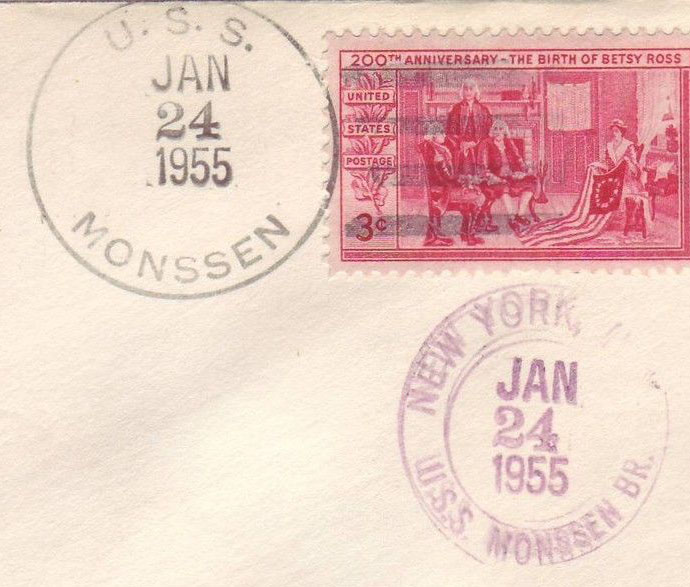 U. S. S.
JAN
24
1955
MONSSEN
200TH ANNIVERSARY - THE BIRTH OF BETSY ROSS
UNITED
STATES
POSTAGE
3¢
NEW YORK,
JAN
24
1955
U.S.S. MONSSEN BR.